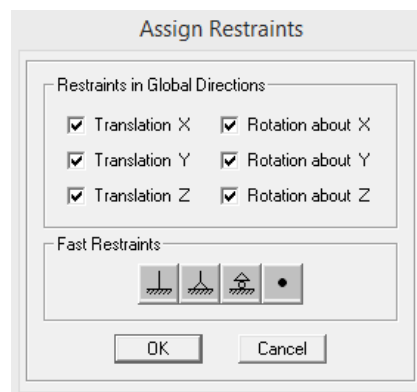 Assign Restraints
Restraints in Global Directions
Translation X Rotation about X
Translation Y Rotation about Y
Translation Z Rotation about Z
Fast Restraints
OK Cancel